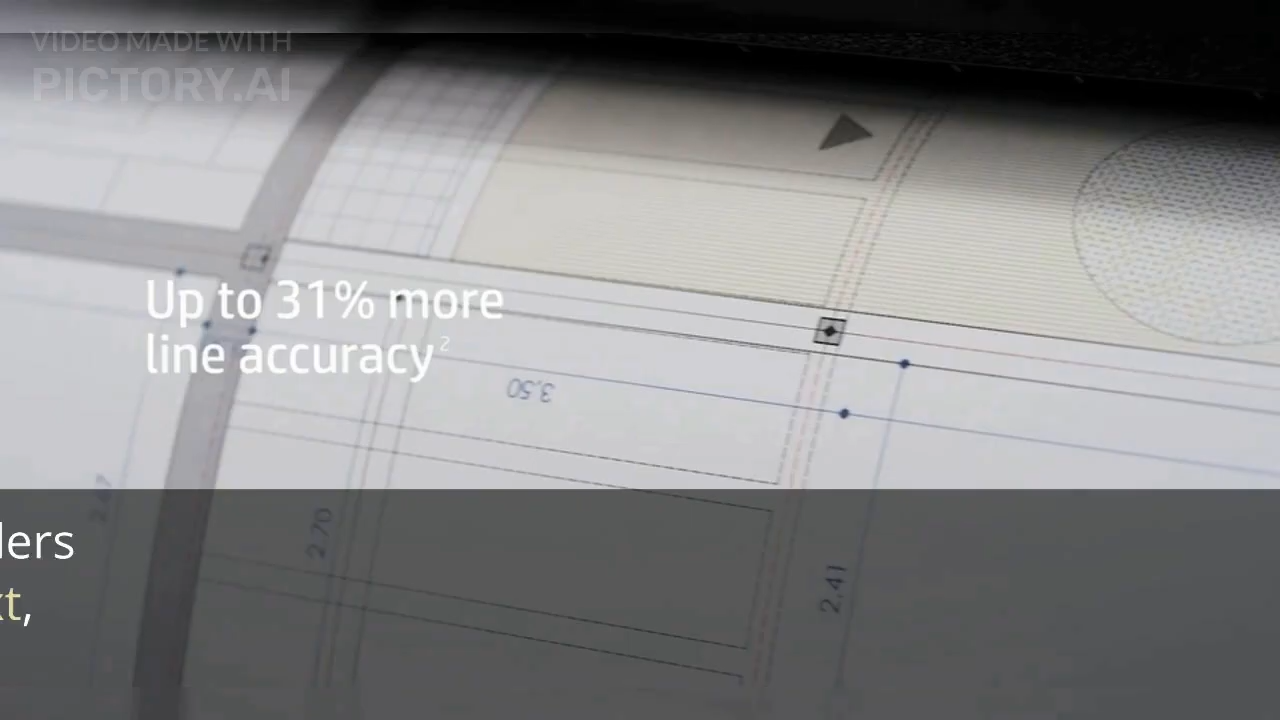 VIDEO MADE WITH
PICTORY.AI
Up to 31% more
line accuracy²
3.50
2.70
2.41
ders
xt,